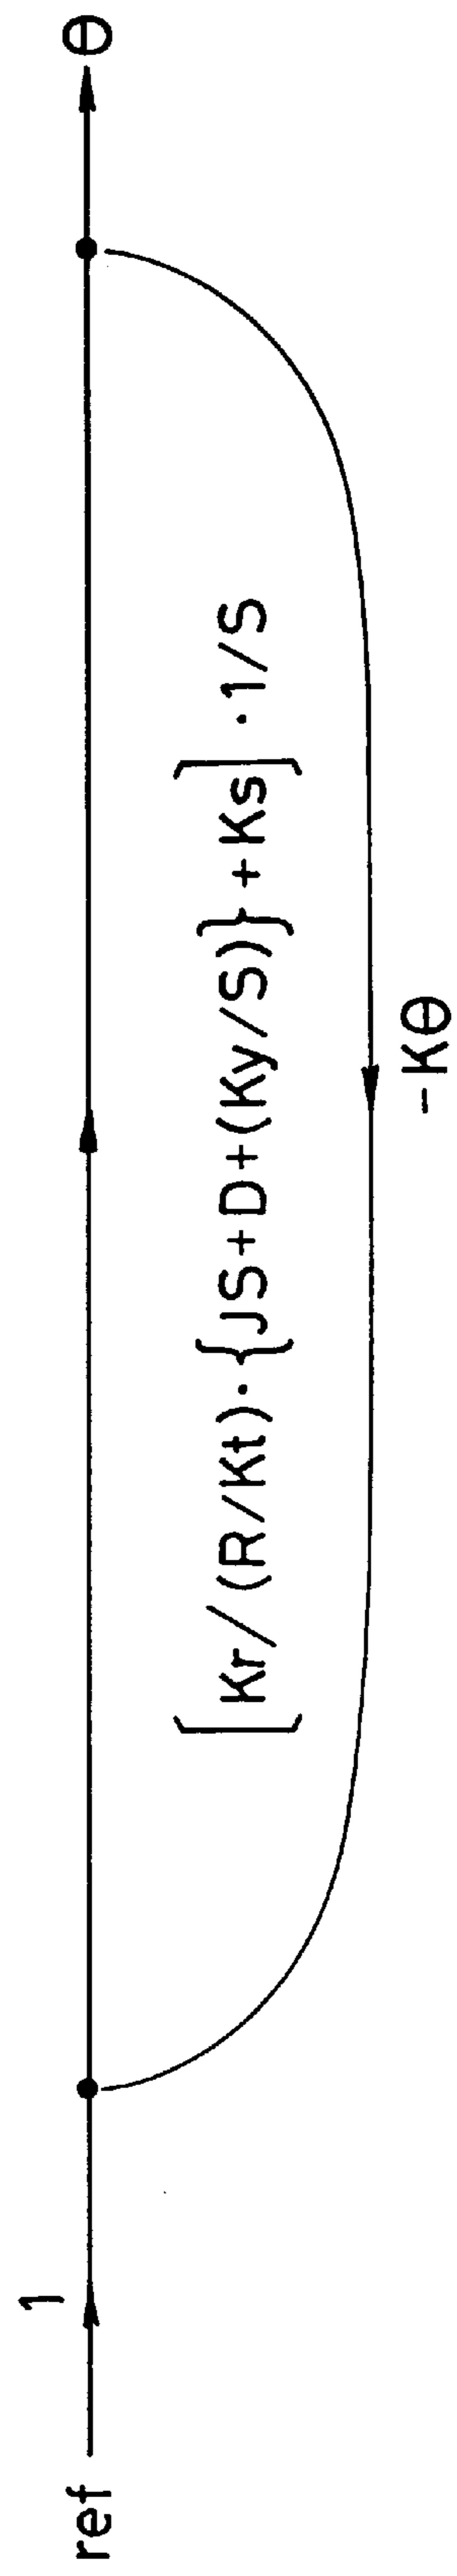 ref
1
[Kr/(R/Kt)·{JS+D+(Ky/S)}+Ks]·1/S
-Kθ
θ